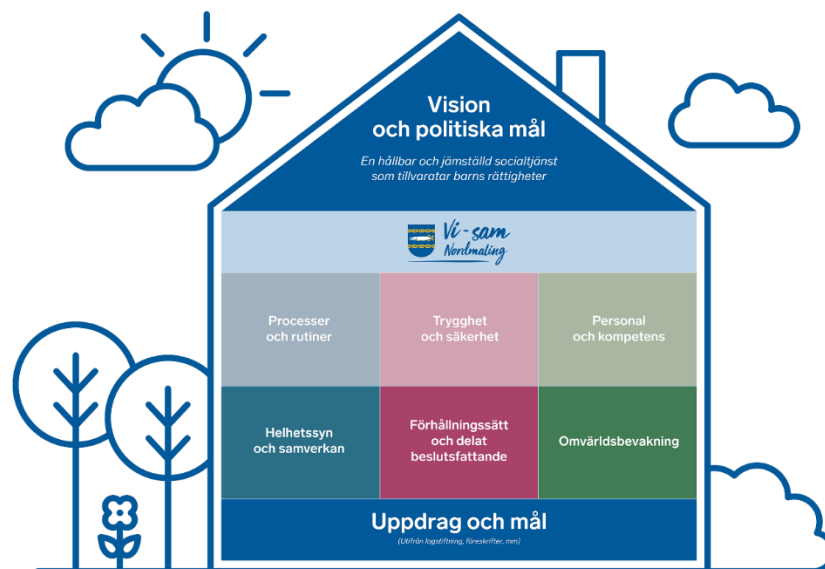 Vision
och politiska mål
En hållbar och jämställd socialtjänst
som tillvaratar barns rättigheter
Vi-sam
Nordmaling
Processer
och rutiner
Trygghet
och säkerhet
Personal
och kompetens
Helhetssyn
och samverkan
Förhållningssätt
och delat
beslutsfattande
Omvärldsbevakning
Uppdrag och mål
(Utifrån lagstiftning, föreskrifter, mm)